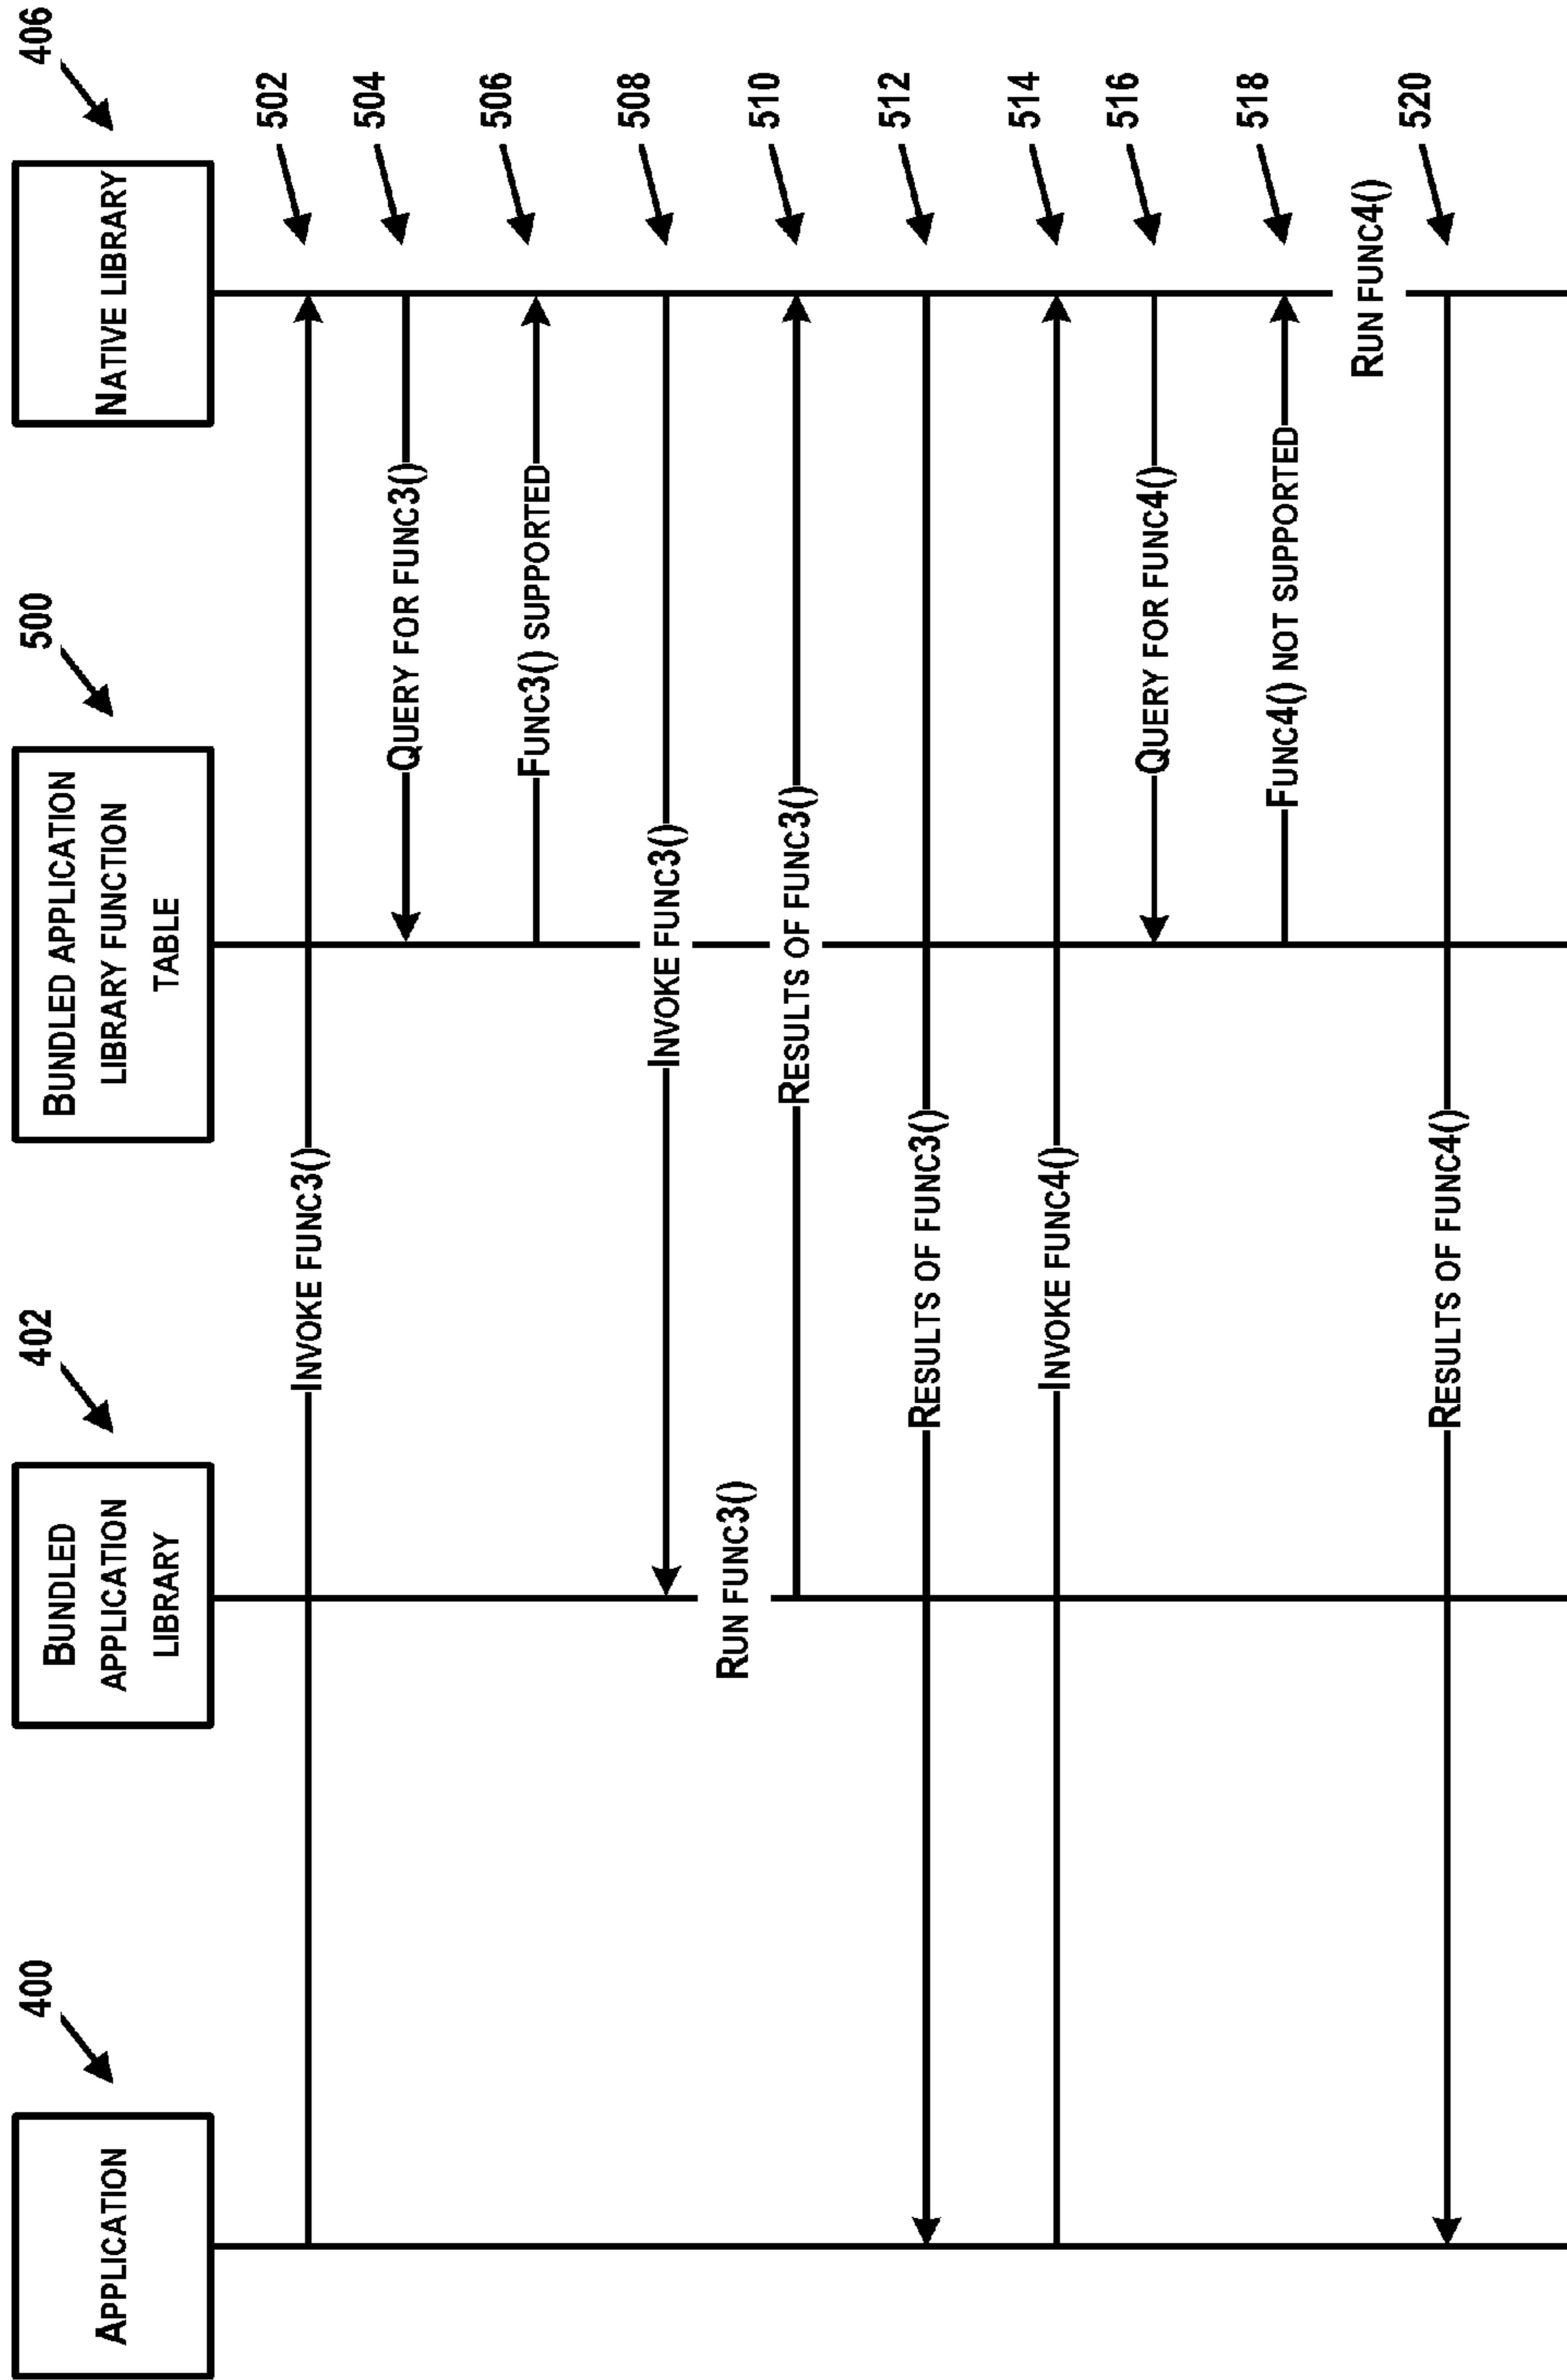 400
402
500
406
APPLICATION
BUNDLED
APPLICATION
LIBRARY
BUNDLED APPLICATION
LIBRARY FUNCTION
TABLE
NATIVE LIBRARY
INVOKE FUNC3()
502
QUERY FOR FUNC3()
504
FUNC3() SUPPORTED
506
INVOKE FUNC3()
508
RUN FUNC3()
RESULTS OF FUNC3()
510
RESULTS OF FUNC3()
512
INVOKE FUNC4()
514
QUERY FOR FUNC4()
516
FUNC4() NOT SUPPORTED
518
RUN FUNC4()
RESULTS OF FUNC4()
520